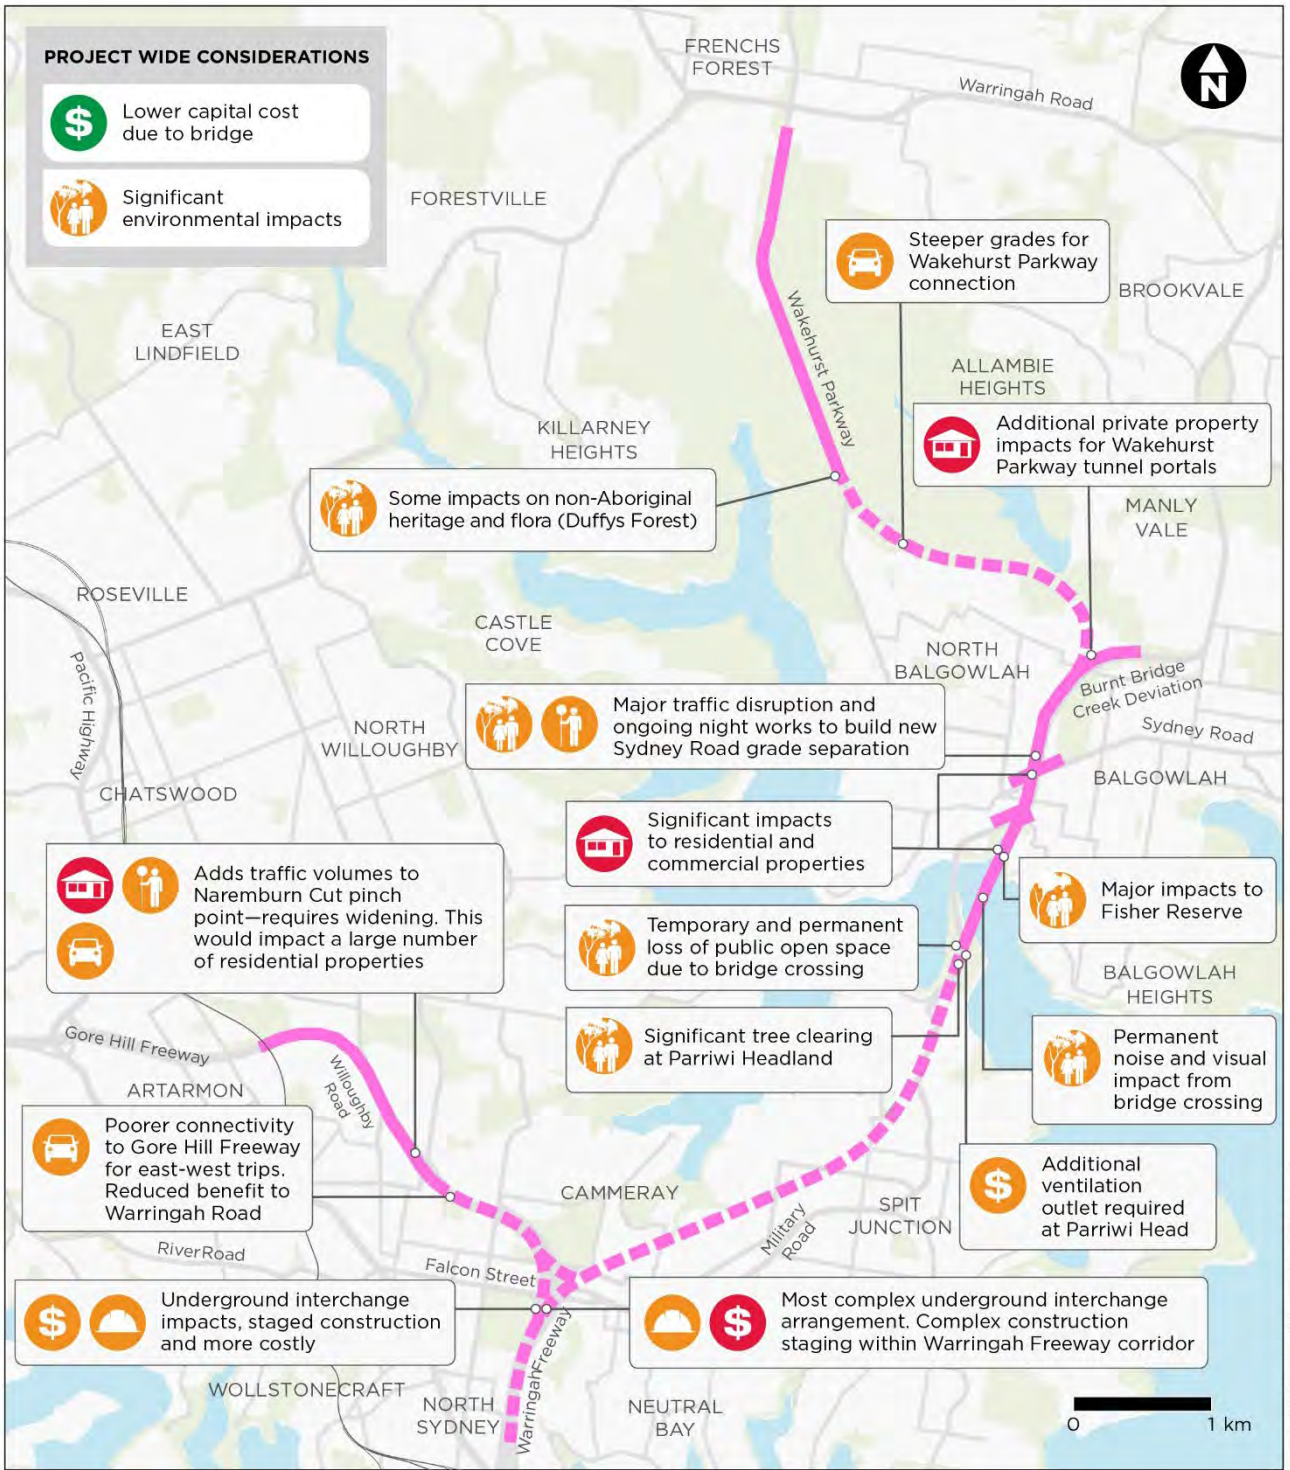 PROJECT WIDE CONSIDERATIONS
$
Lower capital cost
due to bridge
Significant
environmental impacts
FRENCHS
FOREST
N
Warringah Road
FORESTVILLE
Steeper grades for
Wakehurst Parkway
connection
BROOKVALE
EAST
LINDFIELD
Wakehurst Parkway
ALLAMBIE
HEIGHTS
Additional private property
impacts for Wakehurst
Parkway tunnel portals
KILLARNEY
HEIGHTS
Some impacts on non-Aboriginal
heritage and flora (Duffys Forest)
MANLY
VALE
ROSEVILLE
CASTLE
COVE
NORTH
BALGOWLAH
Pacific Highway
Burnt Bridge
Creek Deviation
Major traffic disruption and
ongoing night works to build new
Sydney Road grade separation
NORTH
WILLOUGHBY
Sydney Road
BALGOWLAH
CHATSWOOD
Significant impacts
to residential and
commercial properties
Adds traffic volumes to
Naremburn Cut pinch
point—requires widening. This
would impact a large number
of residential properties
Major impacts to
Fisher Reserve
Temporary and permanent
loss of public open space
due to bridge crossing
BALGOWLAH
HEIGHTS
Significant tree clearing
at Parriwi Headland
Permanent
noise and visual
impact from
bridge crossing
Gore Hill Freeway
Willoughby
Road
ARTARMON
Poorer connectivity
to Gore Hill Freeway
for east-west trips.
Reduced benefit to
Warringah Road
$
Additional
ventilation
outlet required
at Parriwi Head
CAMMERAY
SPIT
JUNCTION
Military
Road
River Road
Falcon Street
$
Underground interchange
impacts, staged construction
and more costly
$
Most complex underground interchange
arrangement. Complex construction
staging within Warringah Freeway corridor
Warringah Freeway
WOLLSTONECRAFT
NORTH
SYDNEY
NEUTRAL
BAY
0
1 km